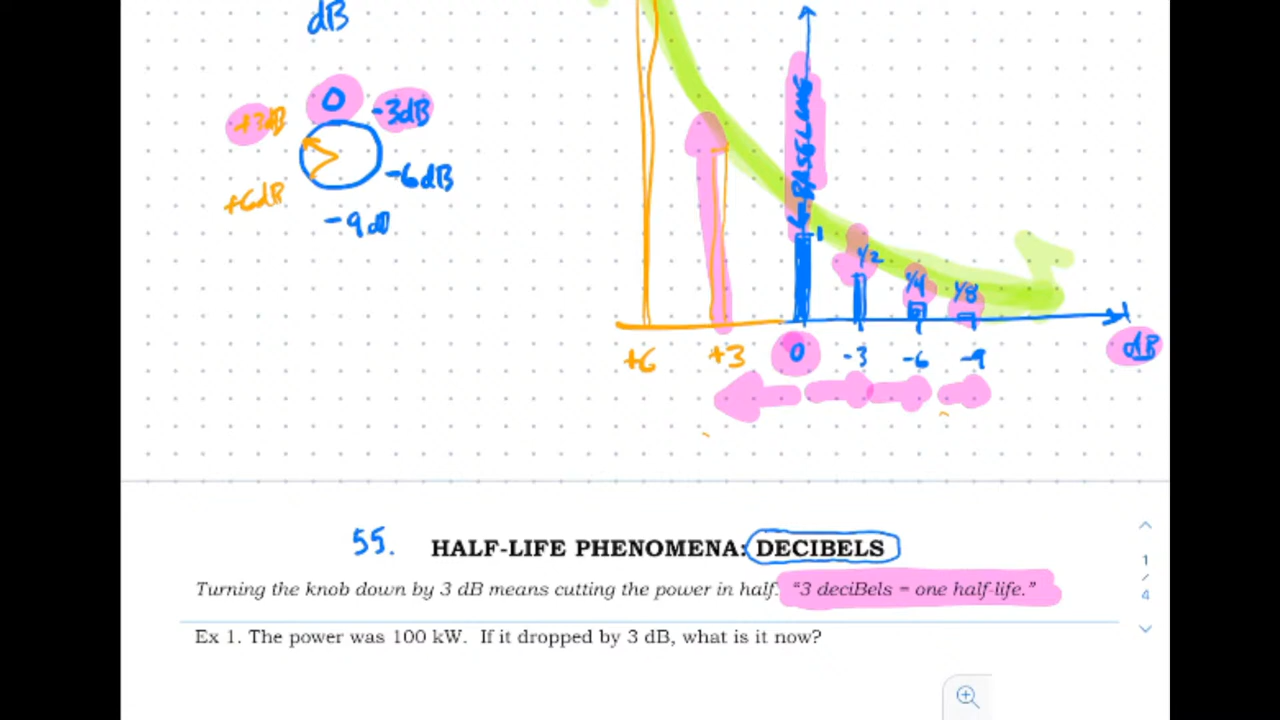 dB
0
+3dB
-3dB
-6dB
+6dB
-9dB
← BASELINE
1
1/2
1/4
1/8
+6 +3 0 -3 -6 -9 dB
55. HALF-LIFE PHENOMENA: DECIBELS
Turning the knob down by 3 dB means cutting the power in half. "3 deciBels = one half-life."
Ex 1. The power was 100 kW. If it dropped by 3 dB, what is it now?
1
/
4